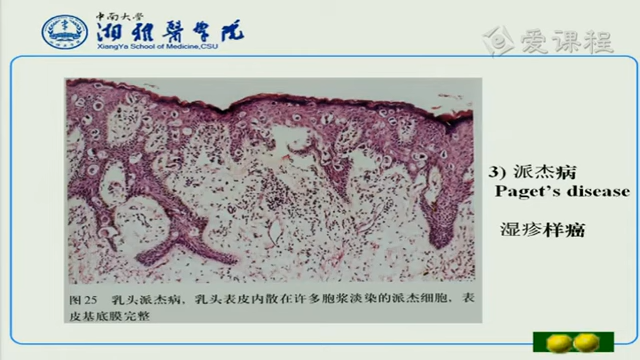 中南大学
湘雅醫学院
XiangYa School of Medicine,CSU
爱课程
3) 派杰病
Paget's disease
湿疹样癌
图 25 乳头派杰病，乳头表皮内散在许多胞浆淡染的派杰细胞，表
皮基底膜完整